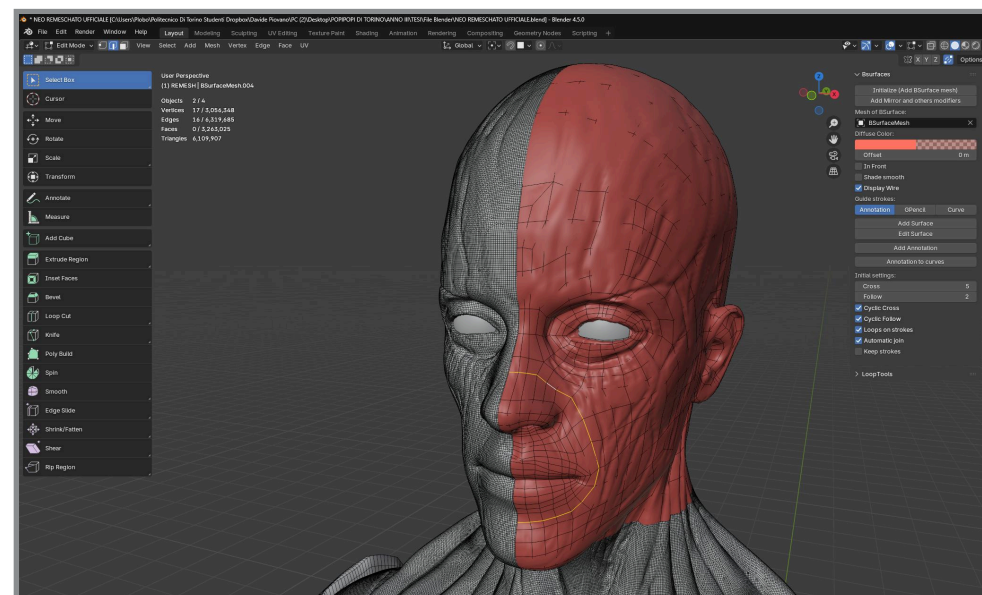 * NEO REMESCHATO UFFICIALE [C:\Users\Plobo\Politecnico Di Torino Studenti Dropbox\Davide Piovano\PC (2)\Desktop\POPIPOPI DI TORINO\ANNO III\TESI\File Blender\NEO REMESCHATO UFFICIALE.blend] - Blender 4.5.0
File Edit Render Window Help Layout Modeling Sculpting UV Editing Texture Paint Shading Animation Rendering Compositing Geometry Nodes Scripting +
Edit Mode View Select Add Mesh Vertex Edge Face UV Global
X Y Z Options
Select Box
Cursor
Move
Rotate
Scale
Transform
Annotate
Measure
Add Cube
Extrude Region
Inset Faces
Bevel
Loop Cut
Knife
Poly Build
Spin
Smooth
Edge Slide
Shrink/Fatten
Shear
Rip Region
User Perspective
(1) REMESH | BSurfaceMesh.004
Objects 2 / 4
Vertices 17 / 3,056,348
Edges 16 / 6,319,685
Faces 0 / 3,263,025
Triangles 6,109,907
Z
Y
X
Bsurfaces
Initialize (Add BSurface mesh)
Add Mirror and others modifiers
Mesh of BSurface:
BSurfaceMesh
Diffuse Color:
Offset 0 m
In Front
Shade smooth
Display Wire
Guide strokes:
Annotation GPencil Curve
Add Surface
Edit Surface
Add Annotation
Annotation to curves
Initial settings:
Cross 5
Follow 2
Cyclic Cross
Cyclic Follow
Loops on strokes
Automatic join
Keep strokes
LoopTools